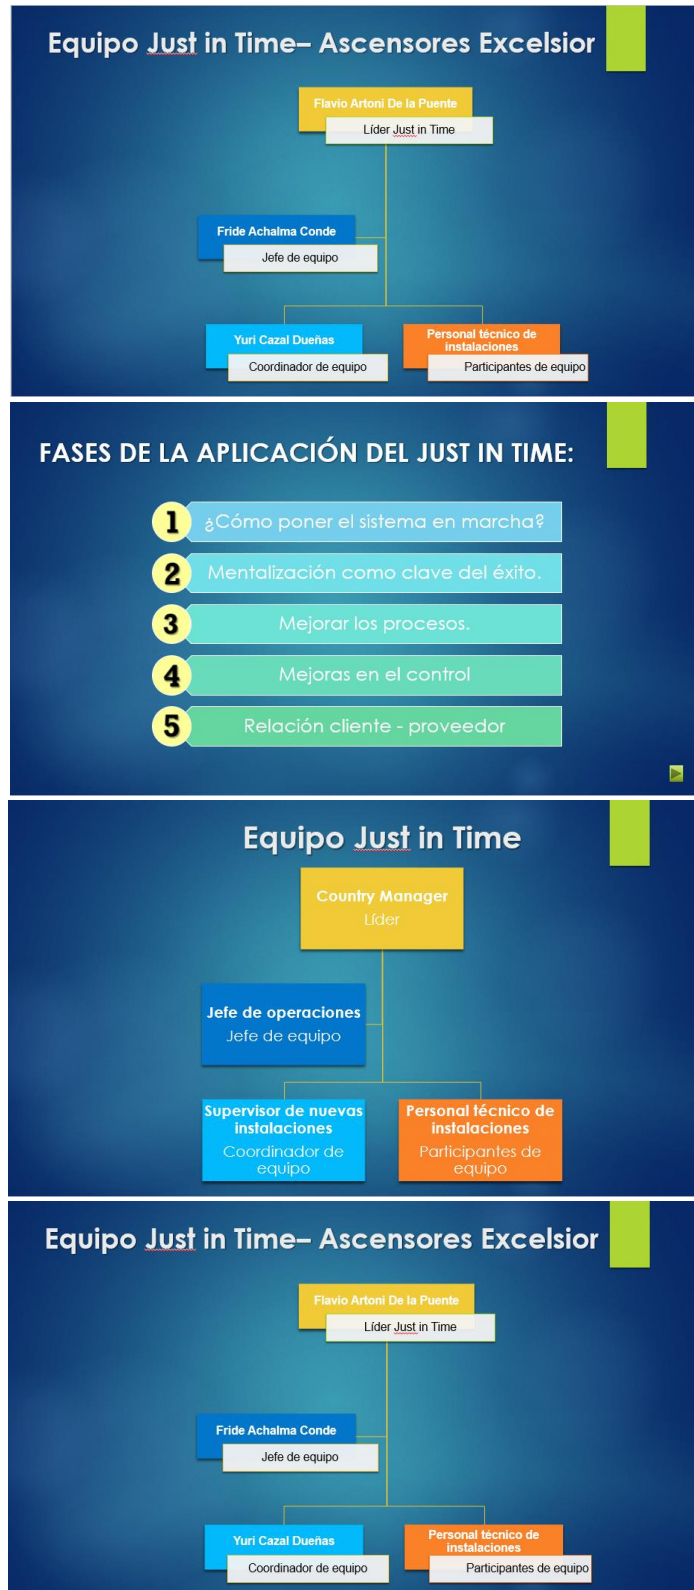 Equipo Just in Time– Ascensores Excelsior
Flavio Artoni De la Puente
Líder Just in Time
Fride Achalma Conde
Jefe de equipo
Yuri Cazal Dueñas
Coordinador de equipo
Personal técnico de
instalaciones
Participantes de equipo
FASES DE LA APLICACIÓN DEL JUST IN TIME:
1 ¿Cómo poner el sistema en marcha?
2 Mentalización como clave del éxito.
3 Mejorar los procesos.
4 Mejoras en el control
5 Relación cliente - proveedor
Equipo Just in Time
Country Manager
Líder
Jefe de operaciones
Jefe de equipo
Supervisor de nuevas
instalaciones
Coordinador de
equipo
Personal técnico de
instalaciones
Participantes de
equipo
Equipo Just in Time– Ascensores Excelsior
Flavio Artoni De la Puente
Líder Just in Time
Fride Achalma Conde
Jefe de equipo
Yuri Cazal Dueñas
Coordinador de equipo
Personal técnico de
instalaciones
Participantes de equipo